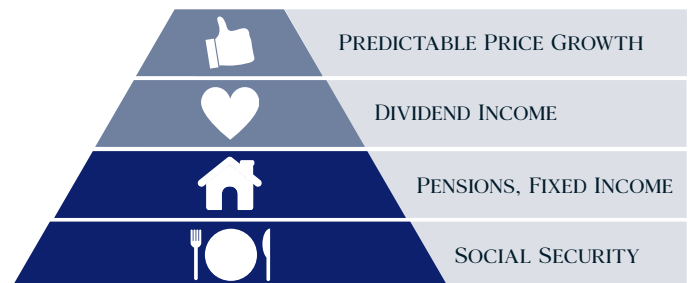 Predictable Price Growth
Dividend Income
Pensions, Fixed Income
Social Security